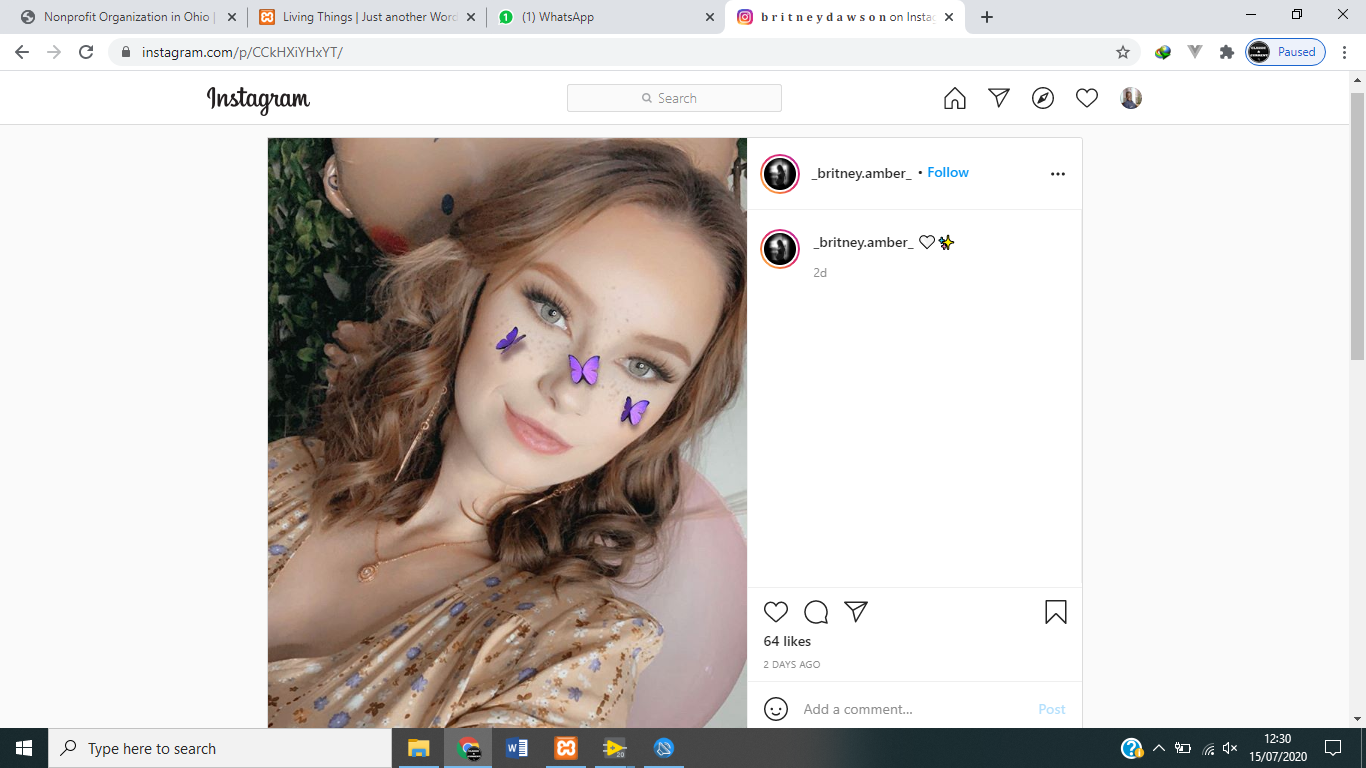 Nonprofit Organization in Ohio |
Living Things | Just another Word
(1) WhatsApp
b r i t n e y d a w s o n on Instag
instagram.com/p/CCkHXiYHxYT/
Paused
Instagram
Search
_britney.amber_ • Follow
_britney.amber_
2d
64 likes
2 DAYS AGO
Add a comment... Post
Type here to search
20
12:30
15/07/2020